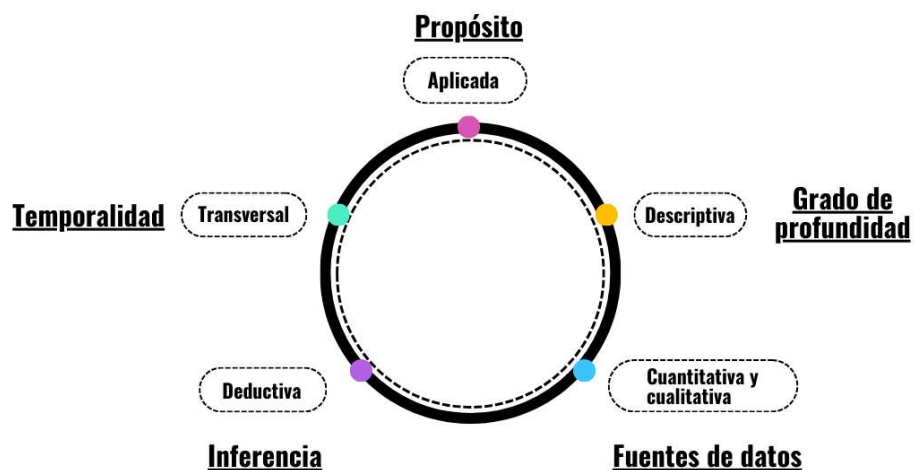 Propósito
Aplicada
Temporalidad
Transversal
Descriptiva
Grado de
profundidad
Deductiva
Inferencia
Cuantitativa y
cualitativa
Fuentes de datos